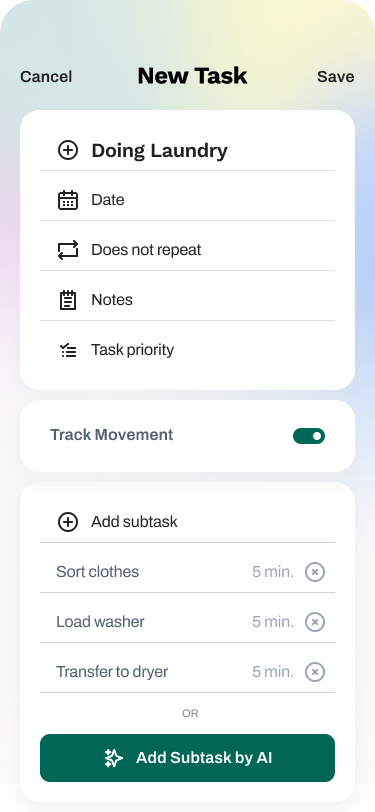 Cancel New Task Save
Doing Laundry
Date
Does not repeat
Notes
Task priority
Track Movement
Add subtask
Sort clothes 5 min.
Load washer 5 min.
Transfer to dryer 5 min.
OR
Add Subtask by AI